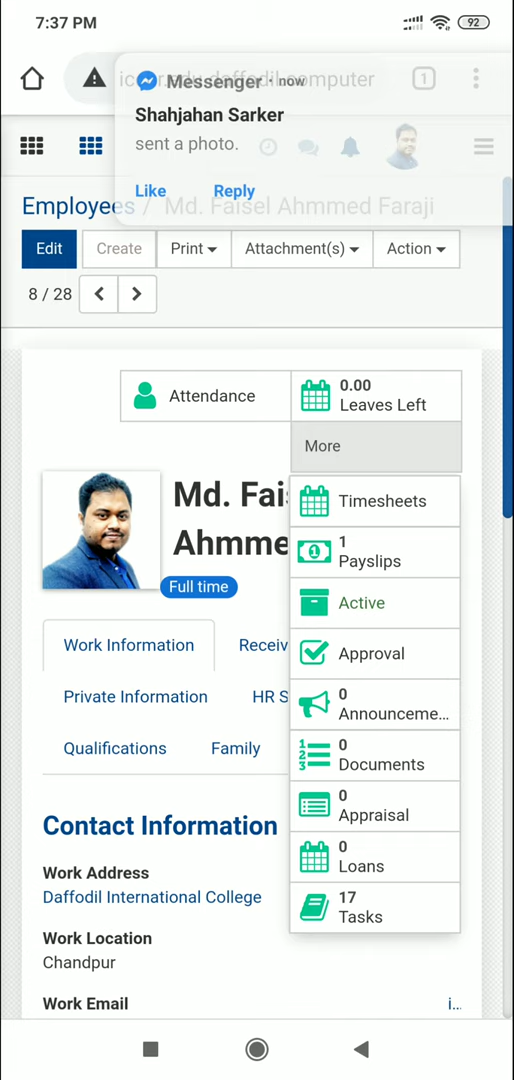 7:37 PM
92
Messenger • now
1
Shahjahan Sarker
sent a photo.
Like
Reply
Employees / Md. Faisel Ahmmed Faraji
Edit
Create
Print
Attachment(s)
Action
8 / 28
Attendance
0.00
Leaves Left
More
Md. Fai
Ahmme
Full time
Timesheets
1
Payslips
Active
Approval
0
Announceme...
0
Documents
0
Appraisal
0
Loans
17
Tasks
Work Information
Receiv
Private Information
HR S
Qualifications
Family
Contact Information
Work Address
Daffodil International College
Work Location
Chandpur
Work Email
i...